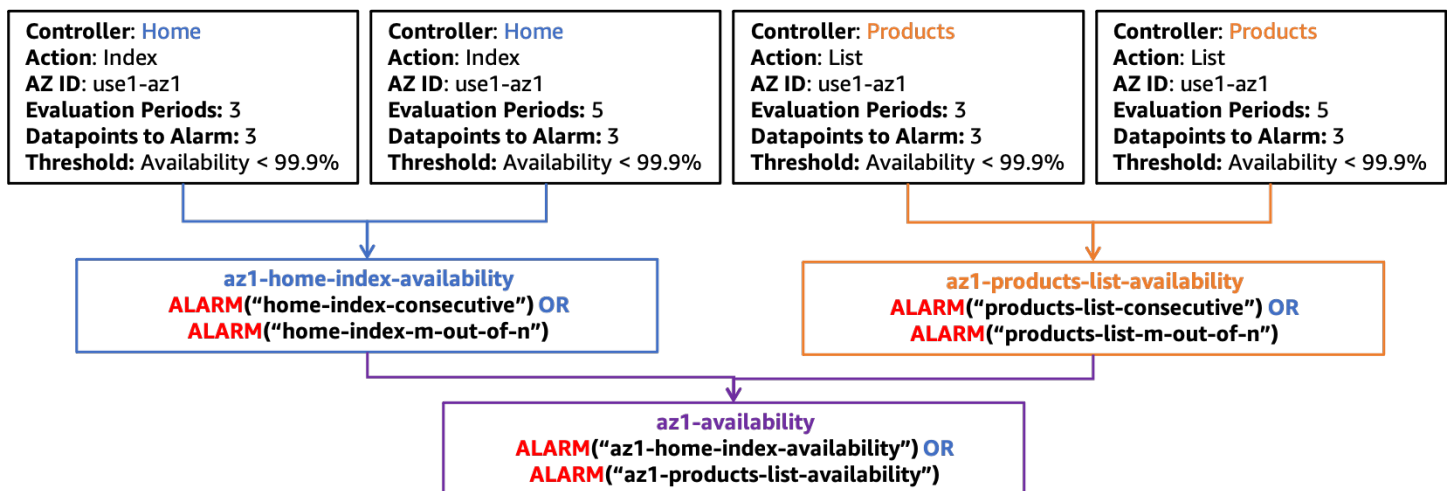 Controller: Home
Action: Index
AZ ID: use1-az1
Evaluation Periods: 3
Datapoints to Alarm: 3
Threshold: Availability < 99.9%
Controller: Home
Action: Index
AZ ID: use1-az1
Evaluation Periods: 5
Datapoints to Alarm: 3
Threshold: Availability < 99.9%
Controller: Products
Action: List
AZ ID: use1-az1
Evaluation Periods: 3
Datapoints to Alarm: 3
Threshold: Availability < 99.9%
Controller: Products
Action: List
AZ ID: use1-az1
Evaluation Periods: 5
Datapoints to Alarm: 3
Threshold: Availability < 99.9%
az1-home-index-availability
ALARM(“home-index-consecutive”) OR
ALARM(“home-index-m-out-of-n”)
az1-products-list-availability
ALARM(“products-list-consecutive”) OR
ALARM(“products-list-m-out-of-n”)
az1-availability
ALARM(“az1-home-index-availability”) OR
ALARM(“az1-products-list-availability”)